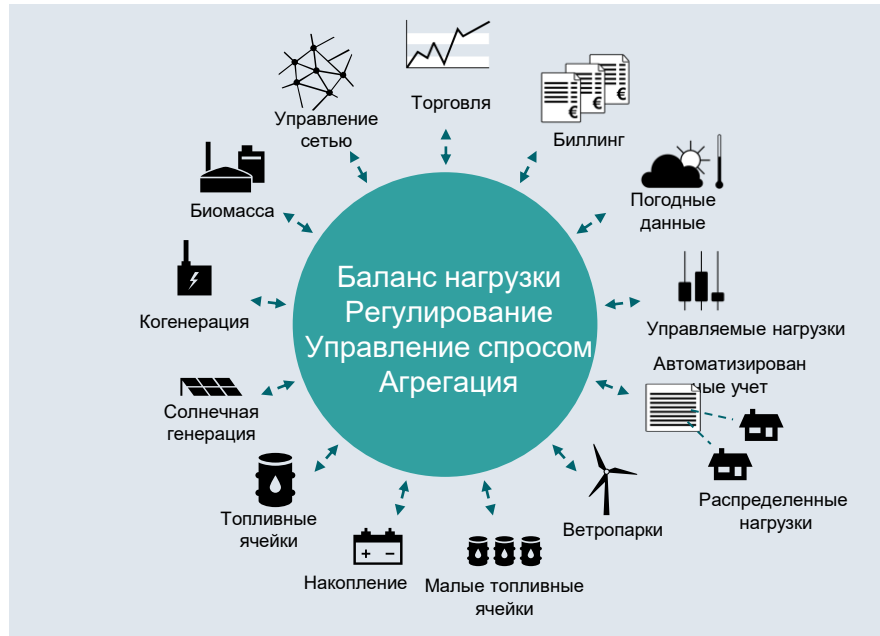 Торговля
Управление
сетью
Биллинг
€
€
€
Погодные
данные
Биомасса
Баланс нагрузки
Регулирование
Управление спросом
Агрегация
Когенерация
Управляемые нагрузки
Автоматизирован
ные учет
Солнечная
генерация
Распределенные
нагрузки
Ветропарки
Топливные
ячейки
+ −
Накопление
Малые топливные
ячейки